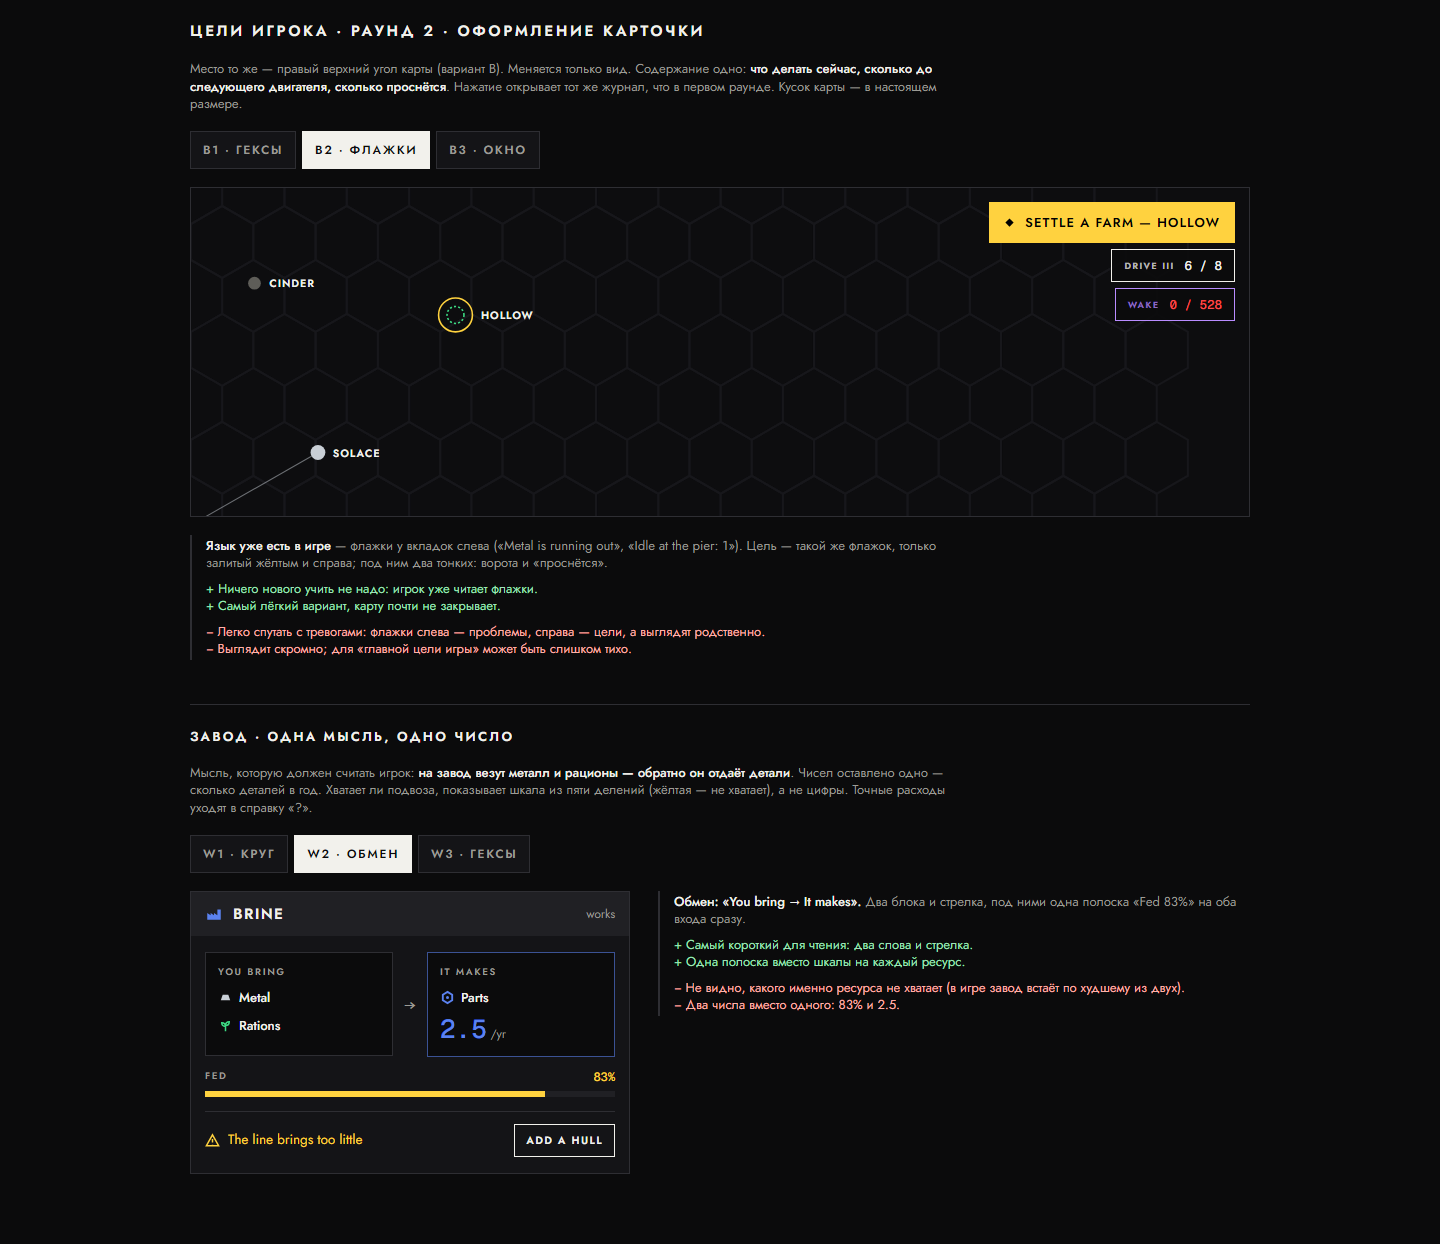 ЦЕЛИ ИГРОКА · РАУНД 2 · ОФОРМЛЕНИЕ КАРТОЧКИ
Место то же — правый верхний угол карты (вариант B). Меняется только вид. Содержание одно: что делать сейчас, сколько до
следующего двигателя, сколько проснётся. Нажатие открывает тот же журнал, что в первом раунде. Кусок карты — в настоящем
размере.
B1 · ГЕКСЫ
B2 · ФЛАЖКИ
B3 · ОКНО
◆ SETTLE A FARM — HOLLOW
DRIVE III 6 / 8
WAKE 0 / 528
CINDER
HOLLOW
SOLACE
Язык уже есть в игре — флажки у вкладок слева («Metal is running out», «Idle at the pier: 1»). Цель — такой же флажок, только
залитый жёлтым и справа; под ним два тонких: ворота и «проснётся».
+ Ничего нового учить не надо: игрок уже читает флажки.
+ Самый лёгкий вариант, карту почти не закрывает.
– Легко спутать с тревогами: флажки слева — проблемы, справа — цели, а выглядят родственно.
– Выглядит скромно; для «главной цели игры» может быть слишком тихо.
ЗАВОД · ОДНА МЫСЛЬ, ОДНО ЧИСЛО
Мысль, которую должен считать игрок: на завод везут металл и рационы — обратно он отдаёт детали. Чисел оставлено одно —
сколько деталей в год. Хватает ли подвоза, показывает шкала из пяти делений (жёлтая — не хватает), а не цифры. Точные расходы
уходят в справку «?».
W1 · КРУГ
W2 · ОБМЕН
W3 · ГЕКСЫ
BRINE
works
YOU BRING
Metal
Rations
→
IT MAKES
Parts
2.5 /yr
FED
83%
The line brings too little
ADD A HULL
Обмен: «You bring → It makes». Два блока и стрелка, под ними одна полоска «Fed 83%» на оба
входа сразу.
+ Самый короткий для чтения: два слова и стрелка.
+ Одна полоска вместо шкалы на каждый ресурс.
– Не видно, какого именно ресурса не хватает (в игре завод встаёт по худшему из двух).
– Два числа вместо одного: 83% и 2.5.